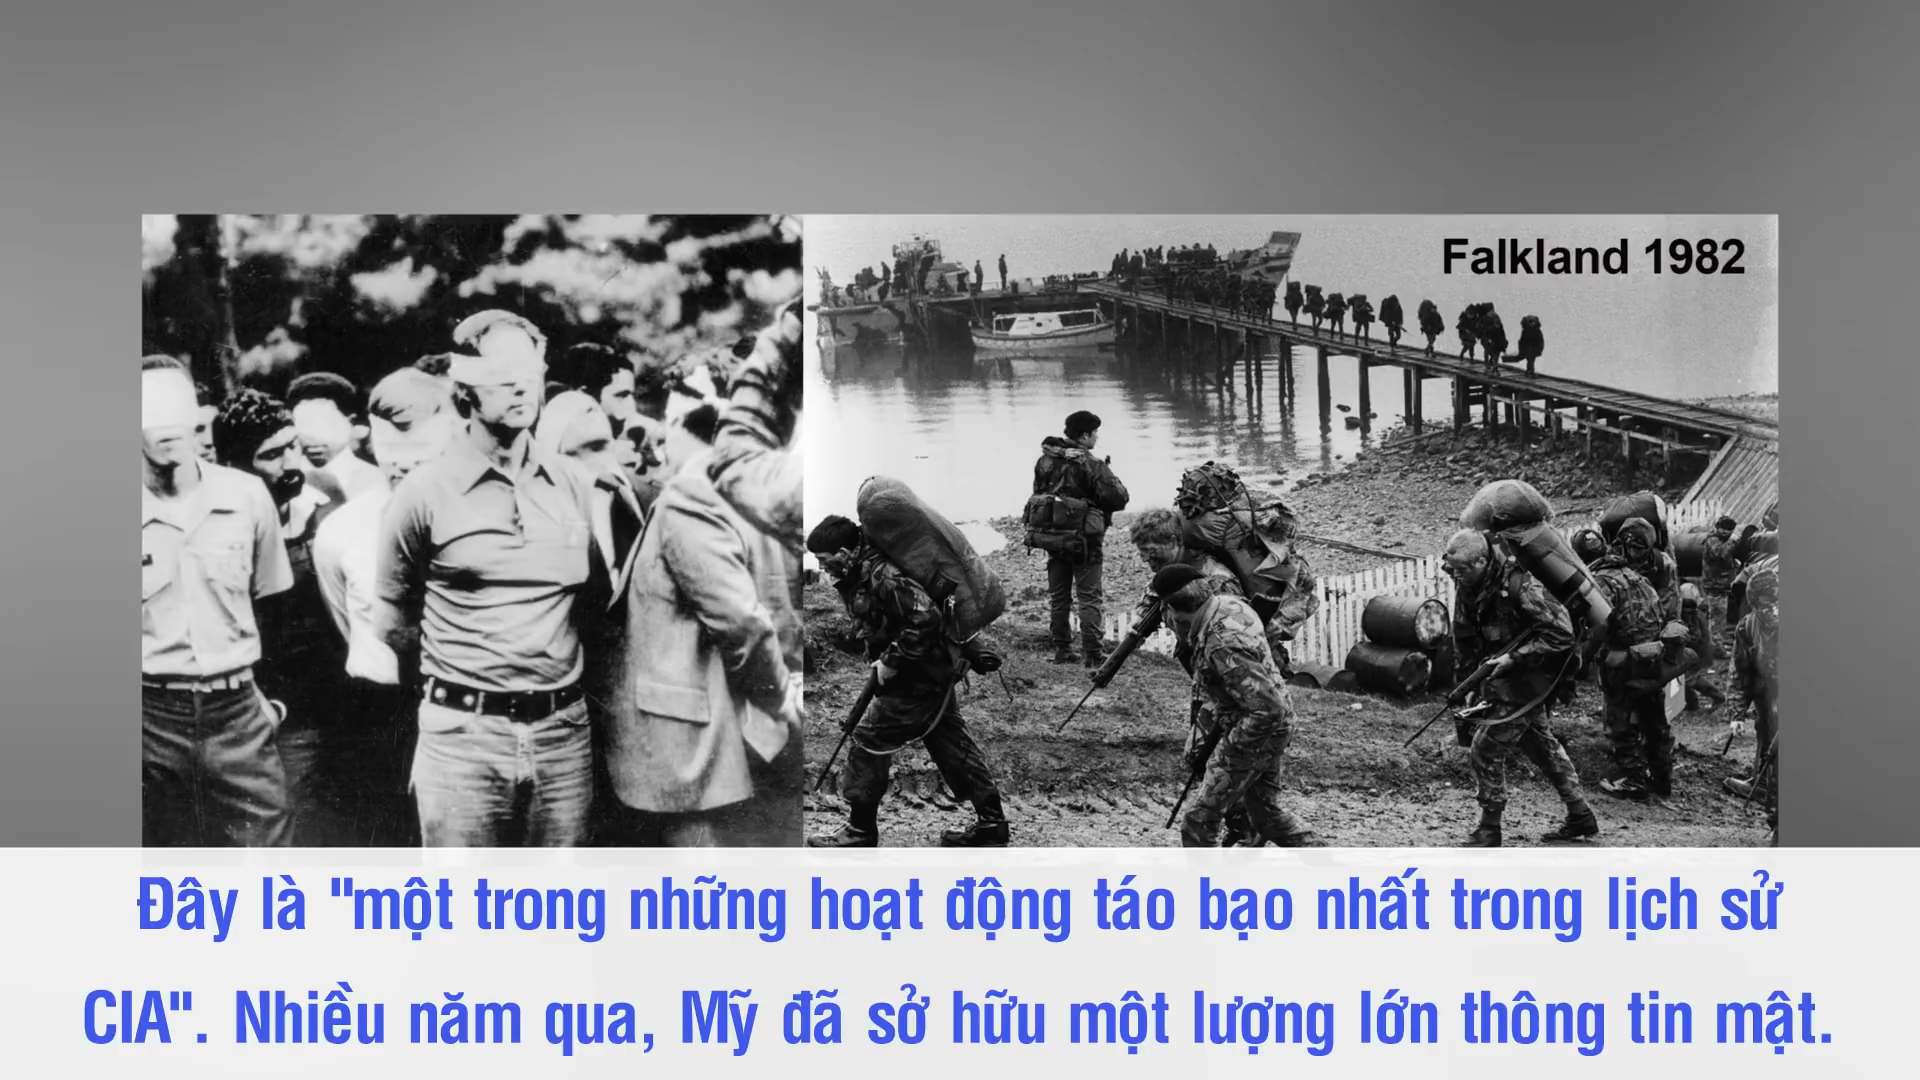 Falkland 1982
Đây là "một trong những hoạt động táo bạo nhất trong lịch sử
CIA". Nhiều năm qua, Mỹ đã sở hữu một lượng lớn thông tin mật.